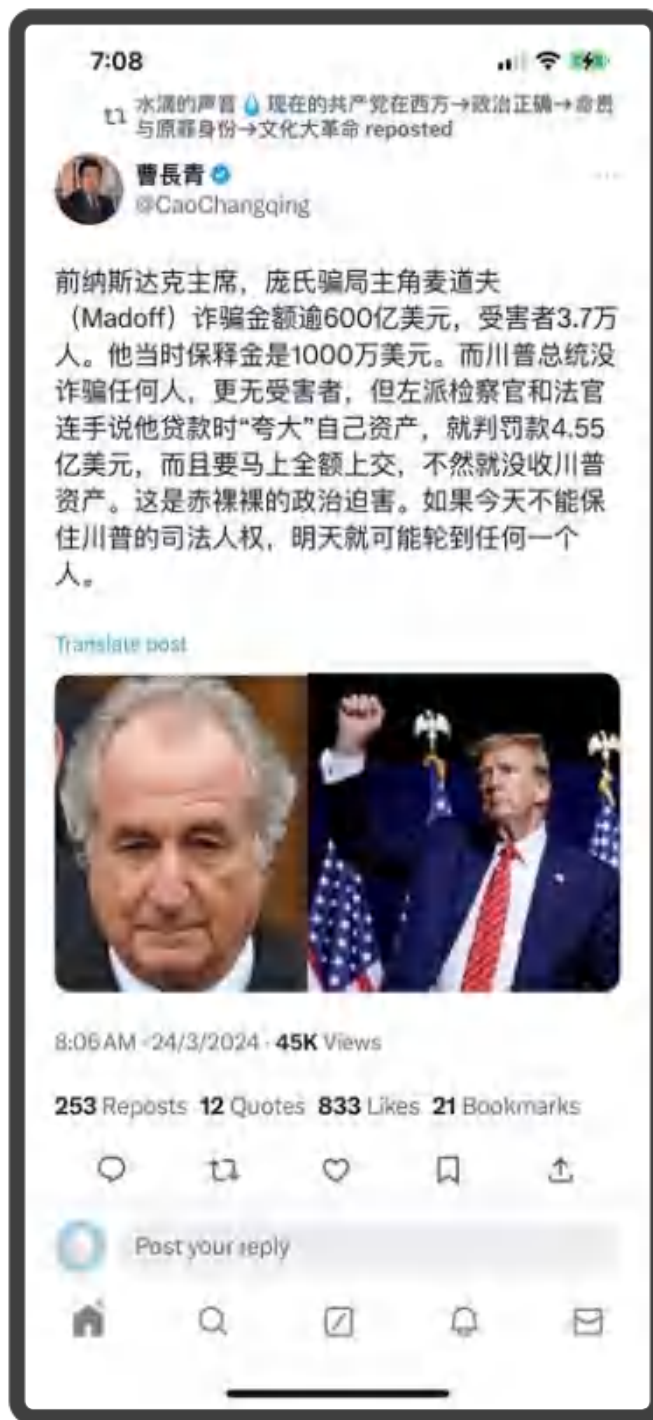 7:08
水滴的声音💧现在的共产党在西方→政治正确→命贵
与原罪身份→文化大革命 reposted
曹長青
@CaoChangqing
前纳斯达克主席，庞氏骗局主角麦道夫
（Madoff）诈骗金额逾600亿美元，受害者3.7万
人。他当时保释金是1000万美元。而川普总统没
诈骗任何人，更无受害者，但左派检察官和法官
连手说他贷款时“夸大”自己资产，就判罚款4.55
亿美元，而且要马上全额上交，不然就没收川普
资产。这是赤裸裸的政治迫害。如果今天不能保
住川普的司法人权，明天就可能轮到任何一个
人。
Translate post
8:06 AM · 24/3/2024 · 45K Views
253 Reposts 12 Quotes 833 Likes 21 Bookmarks
Post your reply